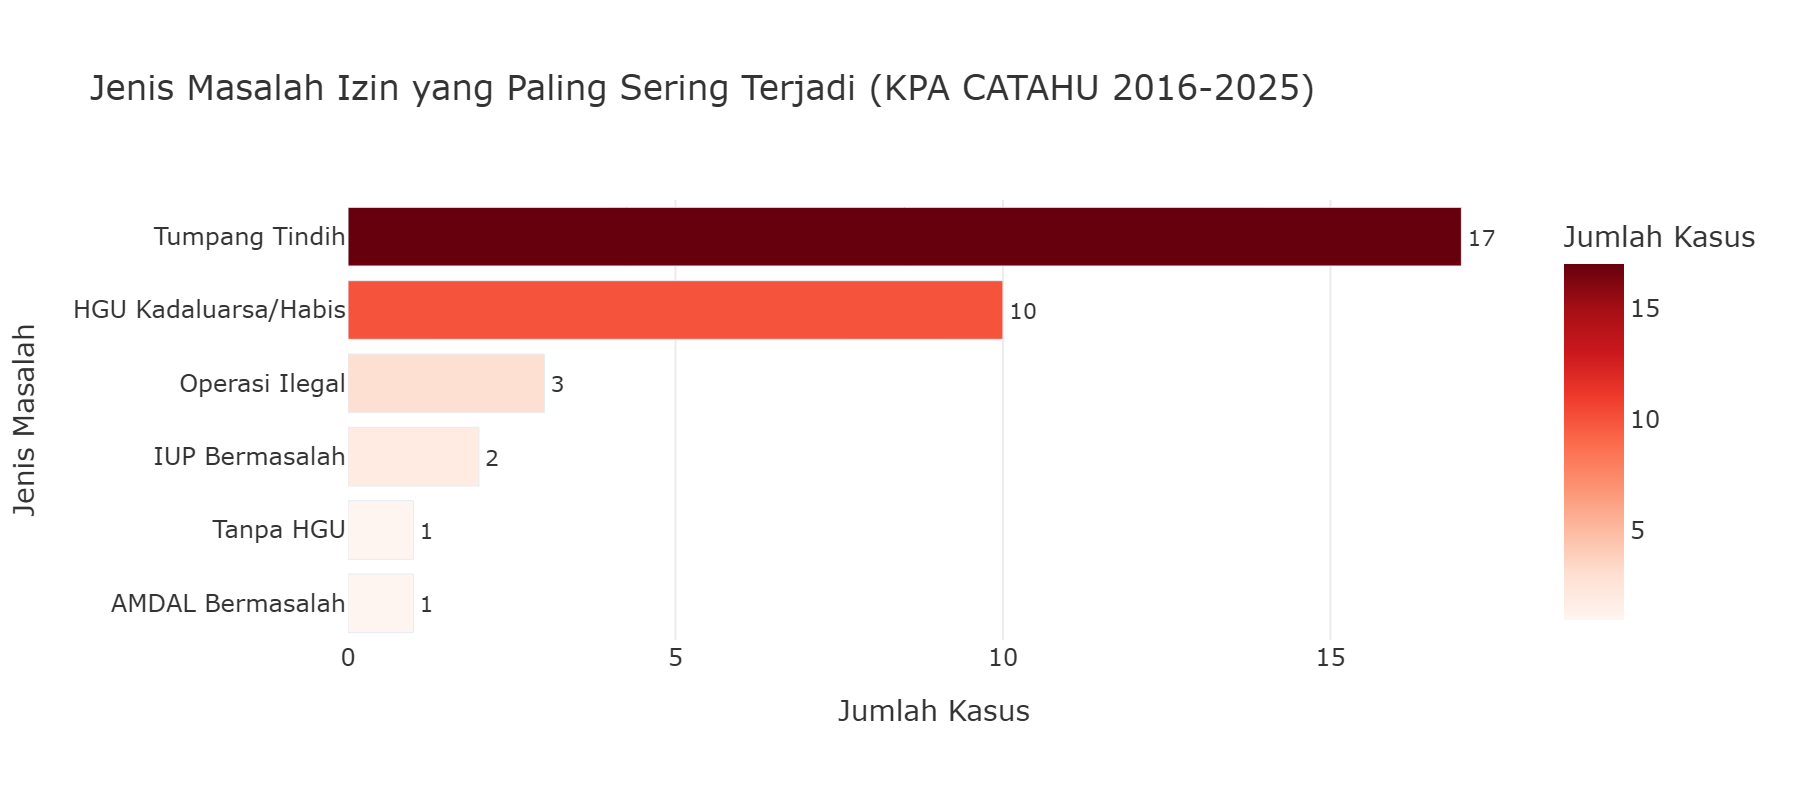 Jenis Masalah Izin yang Paling Sering Terjadi (KPA CATAHU 2016-2025)
Jenis Masalah
Tumpang Tindih 17
HGU Kadaluarsa/Habis 10
Operasi Ilegal 3
IUP Bermasalah 2
Tanpa HGU 1
AMDAL Bermasalah 1
0 5 10 15
Jumlah Kasus
Jumlah Kasus
15
10
5